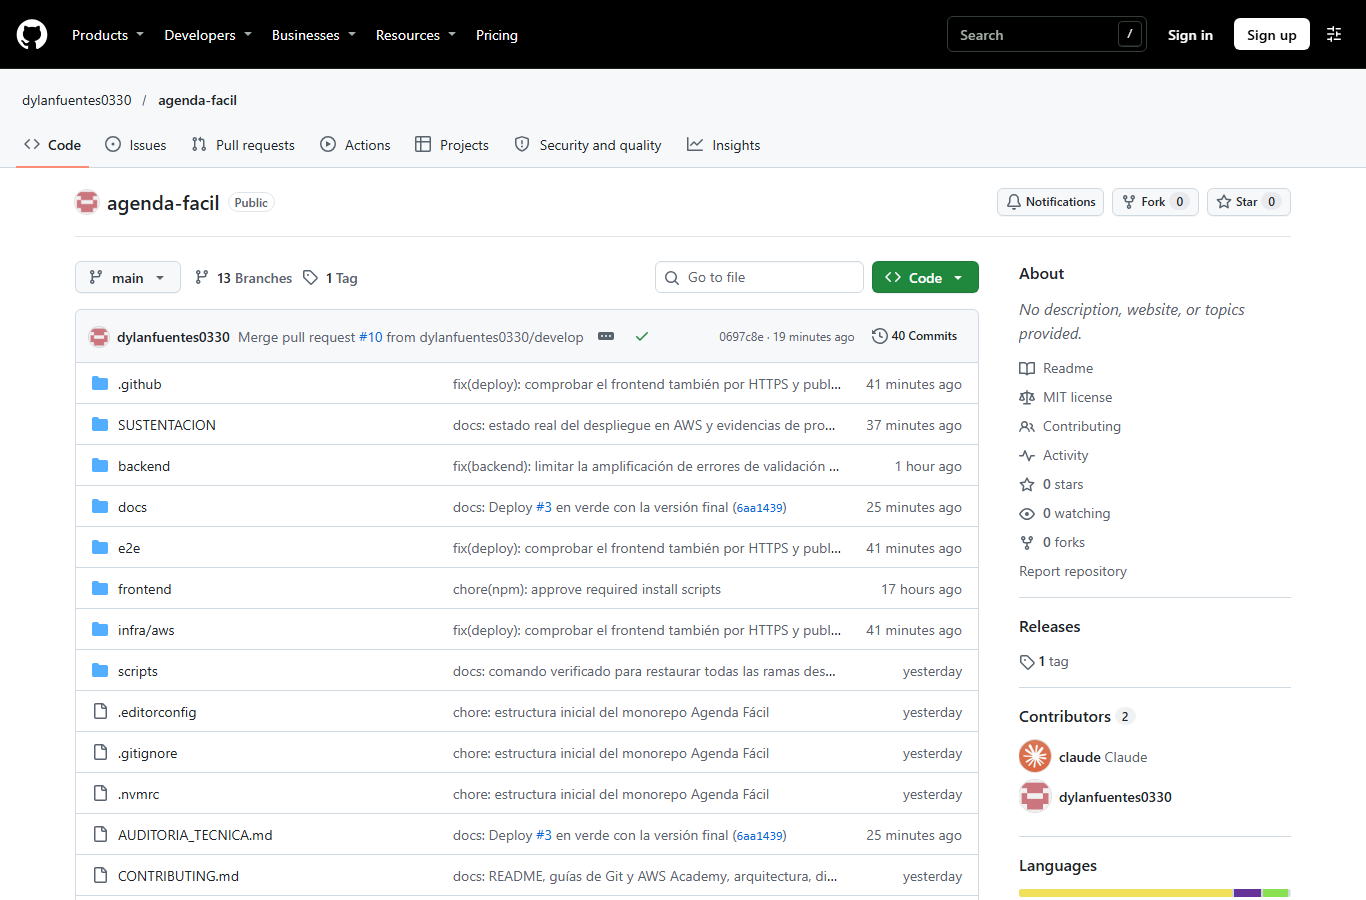 Products Developers Businesses Resources Pricing Search / Sign in Sign up
dylanfuentes0330 / agenda-facil
Code Issues Pull requests Actions Projects Security and quality Insights
agenda-facil Public Notifications Fork 0 Star 0
main 13 Branches 1 Tag Go to file Code
dylanfuentes0330 Merge pull request #10 from dylanfuentes0330/develop 0697c8e · 19 minutes ago 40 Commits
.github fix(deploy): comprobar el frontend también por HTTPS y publ... 41 minutes ago
SUSTENTACION docs: estado real del despliegue en AWS y evidencias de pro... 37 minutes ago
backend fix(backend): limitar la amplificación de errores de validación ... 1 hour ago
docs docs: Deploy #3 en verde con la versión final (6aa1439) 25 minutes ago
e2e fix(deploy): comprobar el frontend también por HTTPS y publ... 41 minutes ago
frontend chore(npm): approve required install scripts 17 hours ago
infra/aws fix(deploy): comprobar el frontend también por HTTPS y publ... 41 minutes ago
scripts docs: comando verificado para restaurar todas las ramas des... yesterday
.editorconfig chore: estructura inicial del monorepo Agenda Fácil yesterday
.gitignore chore: estructura inicial del monorepo Agenda Fácil yesterday
.nvmrc chore: estructura inicial del monorepo Agenda Fácil yesterday
AUDITORIA_TECNICA.md docs: Deploy #3 en verde con la versión final (6aa1439) 25 minutes ago
CONTRIBUTING.md docs: README, guías de Git y AWS Academy, arquitectura, di... yesterday
About
No description, website, or topics
provided.
Readme
MIT license
Contributing
Activity
0 stars
0 watching
0 forks
Report repository
Releases
1 tag
Contributors 2
claude Claude
dylanfuentes0330
Languages